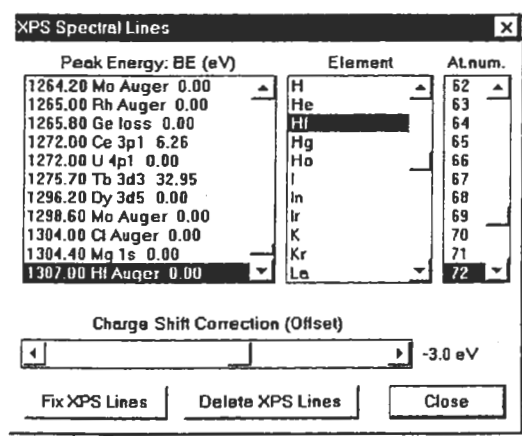 XPS Spectral Lines
Peak Energy: BE (eV)
1264.20 Mo Auger 0.00
1265.00 Rh Auger 0.00
1265.80 Ge loss 0.00
1272.00 Ce 3p1 6.26
1272.00 U 4p1 0.00
1275.70 Tb 3d3 32.95
1296.20 Dy 3d5 0.00
1298.60 Mo Auger 0.00
1304.00 Cl Auger 0.00
1304.40 Mg 1s 0.00
1307.00 Hf Auger 0.00
Element
H
He
Hf
Hg
Ho
I
In
Ir
K
Kr
La
At.num.
62
63
64
65
66
67
68
69
70
71
72
Charge Shift Correction (Offset)
-3.0 eV
Fix XPS Lines
Delete XPS Lines
Close